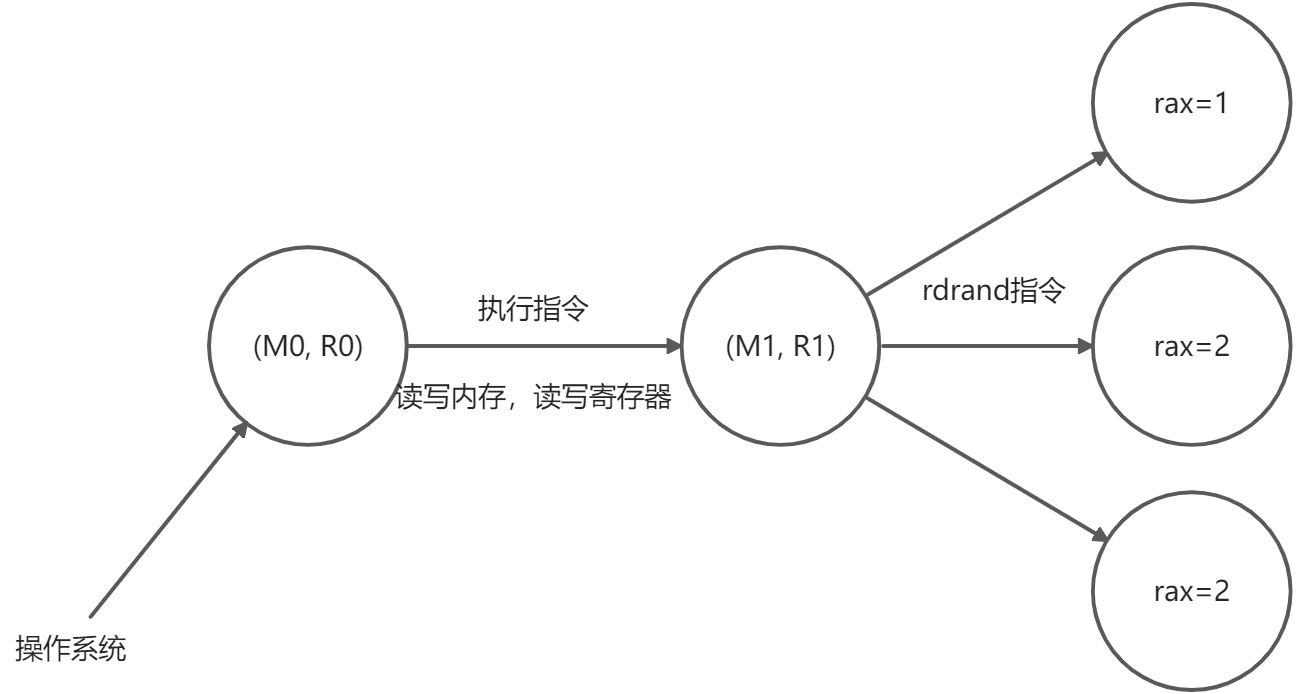 rax=1
rdrand指令
执行指令
(M0, R0)
(M1, R1)
rax=2
读写内存，读写寄存器
rax=2
操作系统